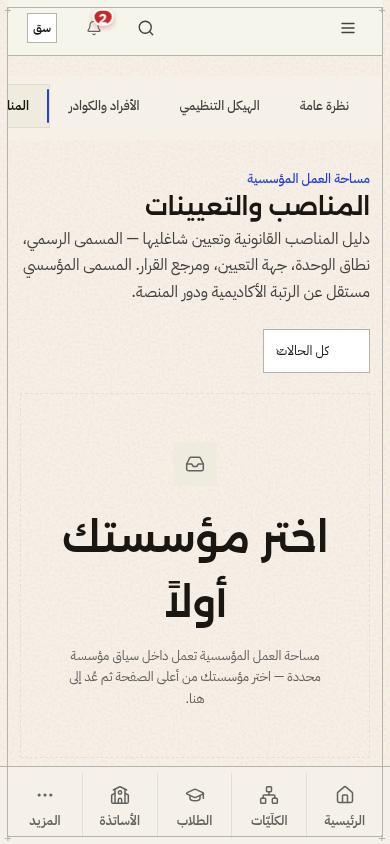 2
سق
نظرة عامة
الهيكل التنظيمي
الأفراد والكوادر
المنا
مساحة العمل المؤسسية
المناصب والتعيينات
دليل المناصب القانونية وتعيين شاغليها — المسمى الرسمي،
نطاق الوحدة، جهة التعيين، ومرجع القرار. المسمى المؤسسي
مستقل عن الرتبة الأكاديمية ودور المنصة.
كل الحالات
اختر مؤسستك
أولاً
مساحة العمل المؤسسية تعمل داخل سياق مؤسسة
محددة — اختر مؤسستك من أعلى الصفحة ثم عُد إلى
هنا.
الرئيسية
الكلّيّات
الطلاب
الأساتذة
المزيد